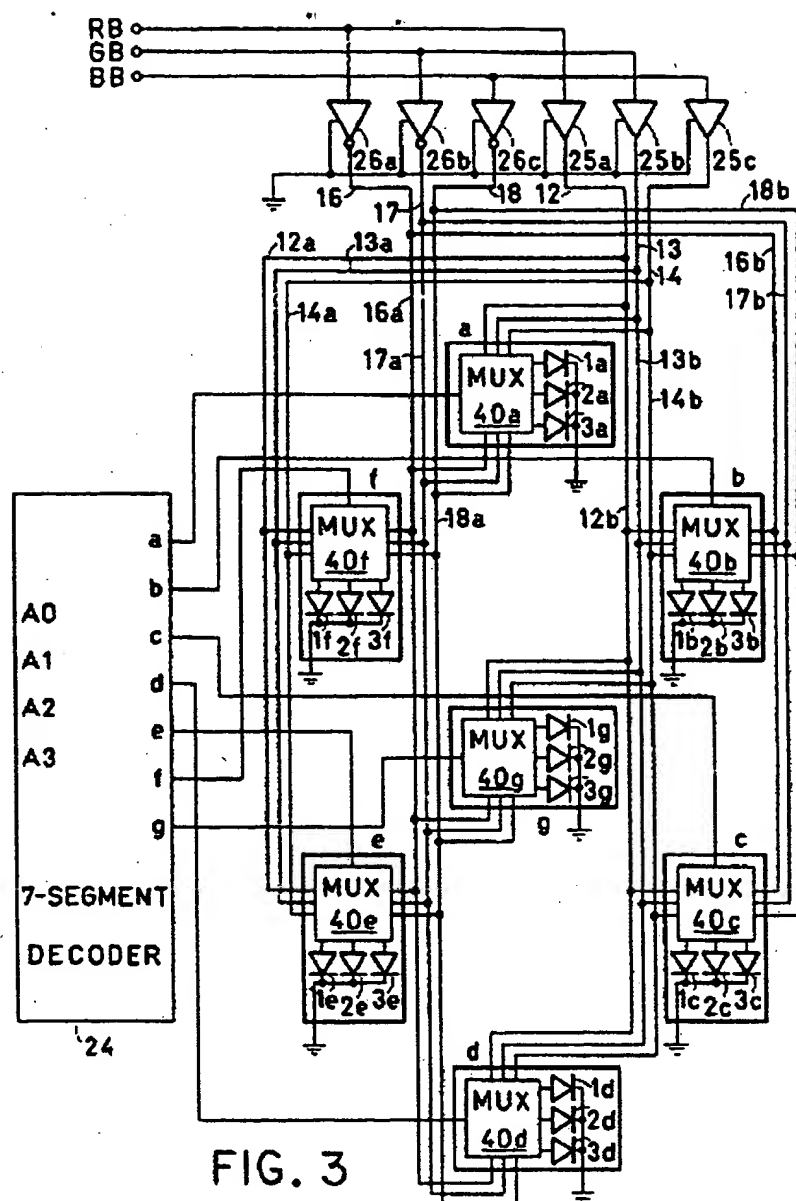 RB
GB
BB
26a 26b 26c 25a 25b 25c
16 17 18 12 18b
12a 13a 13 16b
14a 16a 14 17b
17a a 13b
MUX 40a 1a 2a 3a
14b
f 18a 12b b
MUX 40f 1f 2f 3f
MUX 40b 1b 2b 3b
a
b
c
d
e
f
g
A0
A1
A2
A3
7-SEGMENT
DECODER
24
MUX 40g 1g 2g 3g
g
e c
MUX 40e 1e 2e 3e
MUX 40c 1c 2c 3c
d
MUX 40d 1d 2d 3d
FIG. 3